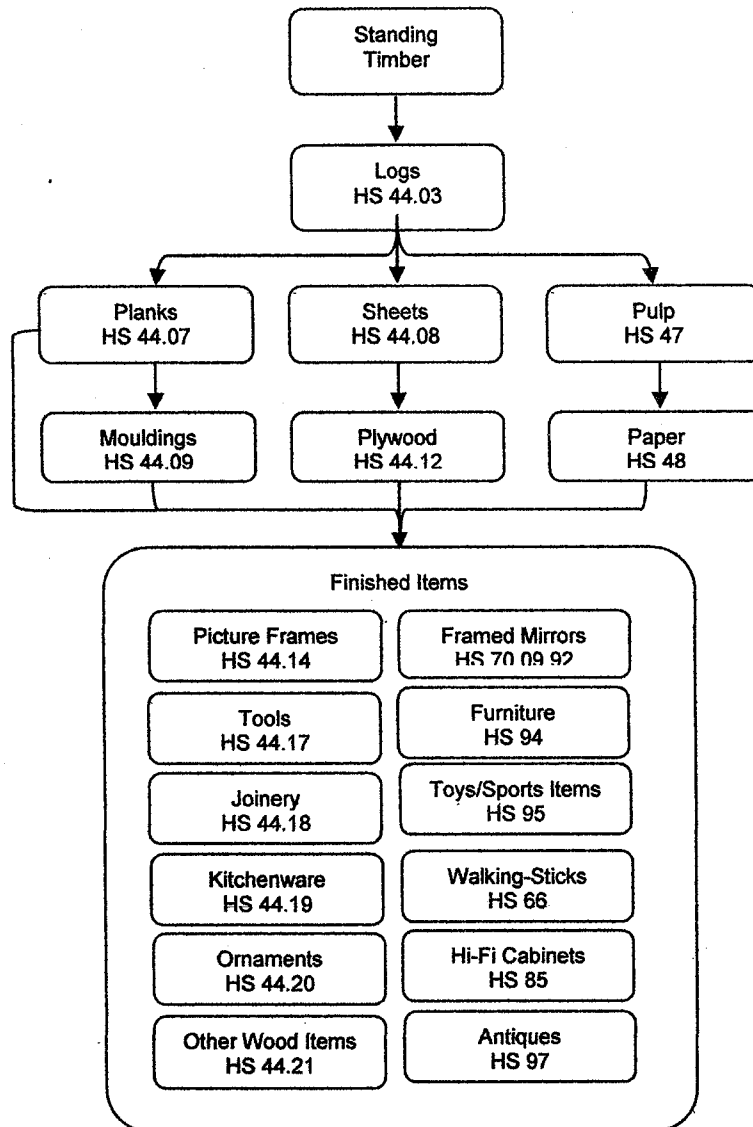 Standing
Timber
Logs
HS 44.03
Planks
HS 44.07
Sheets
HS 44.08
Pulp
HS 47
Mouldings
HS 44.09
Plywood
HS 44.12
Paper
HS 48
Finished Items
Picture Frames
HS 44.14
Framed Mirrors
HS 70.09.92
Tools
HS 44.17
Furniture
HS 94
Joinery
HS 44.18
Toys/Sports Items
HS 95
Kitchenware
HS 44.19
Walking-Sticks
HS 66
Ornaments
HS 44.20
Hi-Fi Cabinets
HS 85
Other Wood Items
HS 44.21
Antiques
HS 97